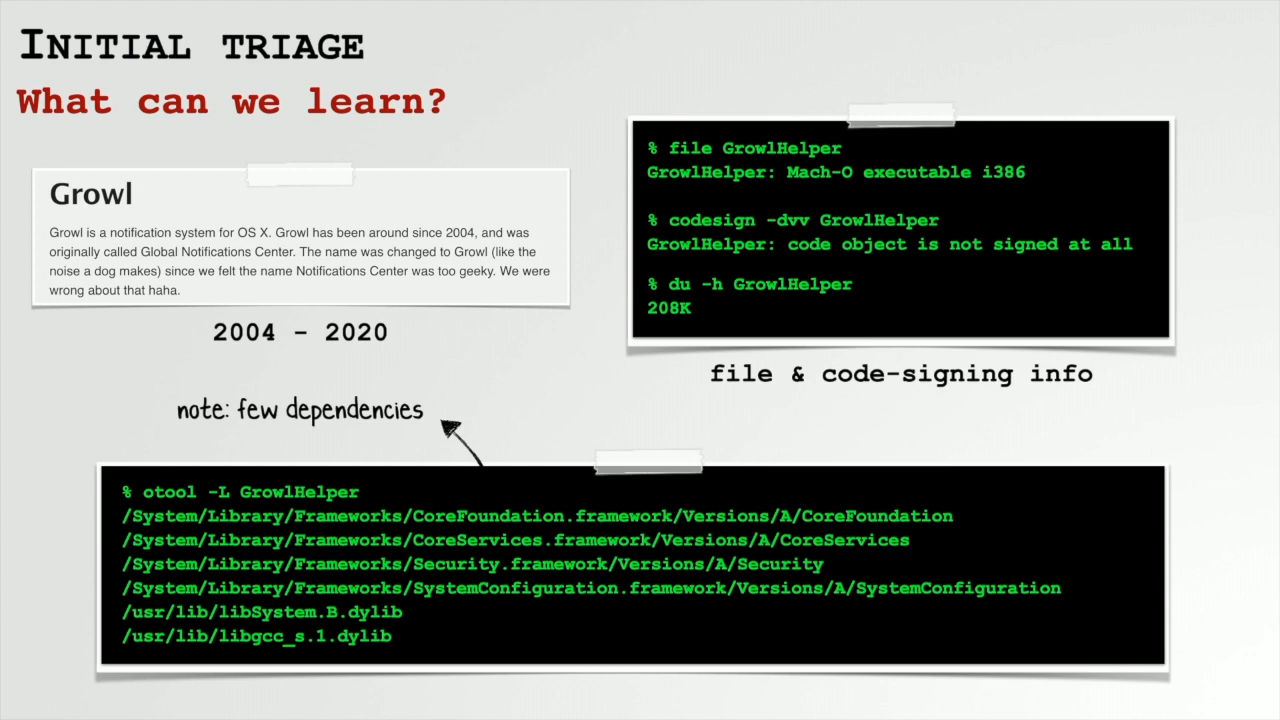 INITIAL TRIAGE
What can we learn?
Growl
Growl is a notification system for OS X. Growl has been around since 2004, and was
originally called Global Notifications Center. The name was changed to Growl (like the
noise a dog makes) since we felt the name Notifications Center was too geeky. We were
wrong about that haha.
2004 - 2020
% file GrowlHelper
GrowlHelper: Mach-O executable i386
% codesign -dvv GrowlHelper
GrowlHelper: code object is not signed at all
% du -h GrowlHelper
208K
file & code-signing info
note: few dependencies
% otool -L GrowlHelper
/System/Library/Frameworks/CoreFoundation.framework/Versions/A/CoreFoundation
/System/Library/Frameworks/CoreServices.framework/Versions/A/CoreServices
/System/Library/Frameworks/Security.framework/Versions/A/Security
/System/Library/Frameworks/SystemConfiguration.framework/Versions/A/SystemConfiguration
/usr/lib/libSystem.B.dylib
/usr/lib/libgcc_s.1.dylib